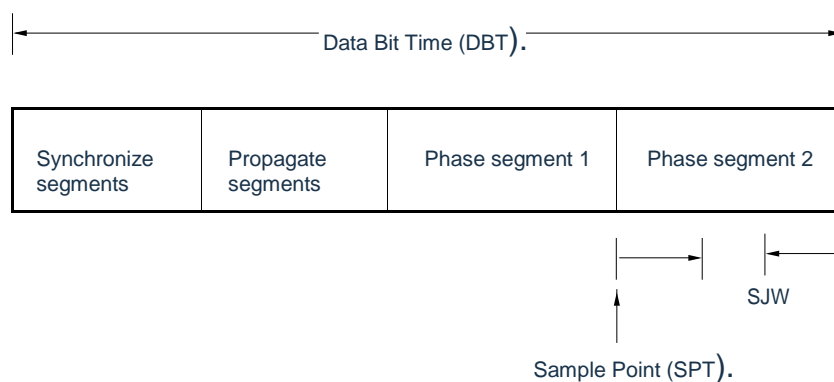 Data Bit Time (DBT).
Synchronize
segments
Propagate
segments
Phase segment 1
Phase segment 2
SJW
Sample Point (SPT).